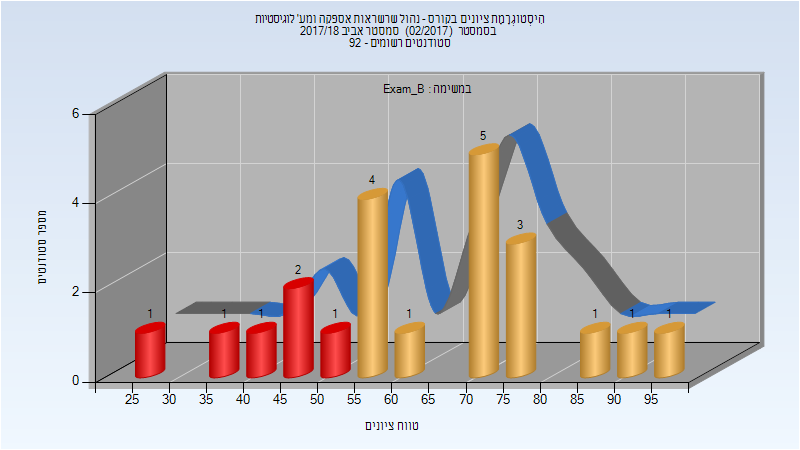 היסטוגרמת ציונים בקורס - נהול שרשראות אספקה ומע' לוגיסטיות
בסמסטר (02/2017) סמסטר אביב 2017/18
סטודנטים רשומים - 92
במשימה : Exam_B
מספר סטודנטים
6
4
2
0
1
1
1
2
1
4
1
5
3
1
1
1
25 30 35 40 45 50 55 60 65 70 75 80 85 90 95
טווח ציונים